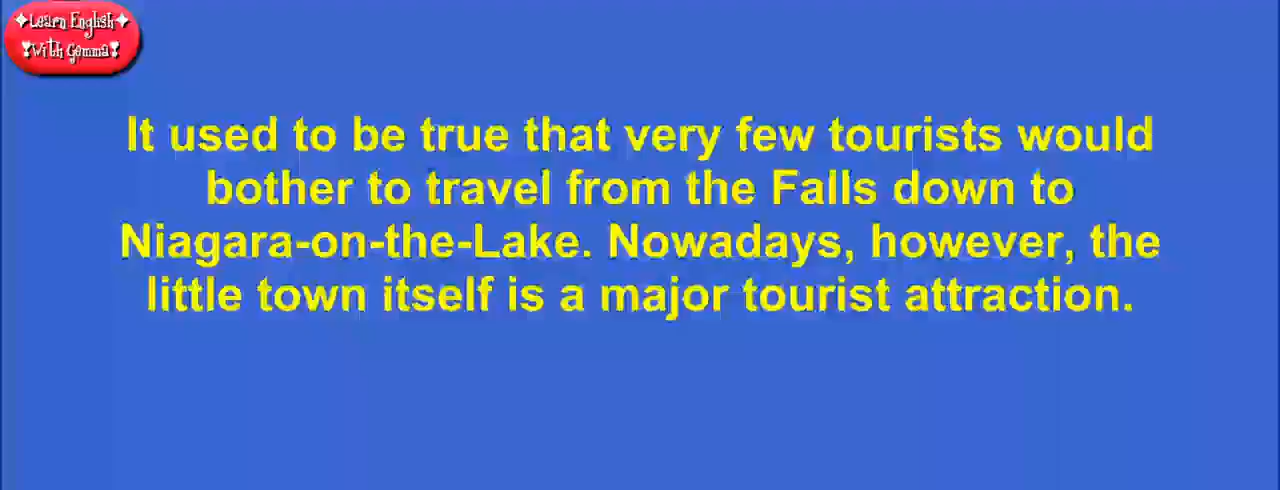 ✦Learn English✦
❣With Gemma❣
It used to be true that very few tourists would
bother to travel from the Falls down to
Niagara-on-the-Lake. Nowadays, however, the
little town itself is a major tourist attraction.